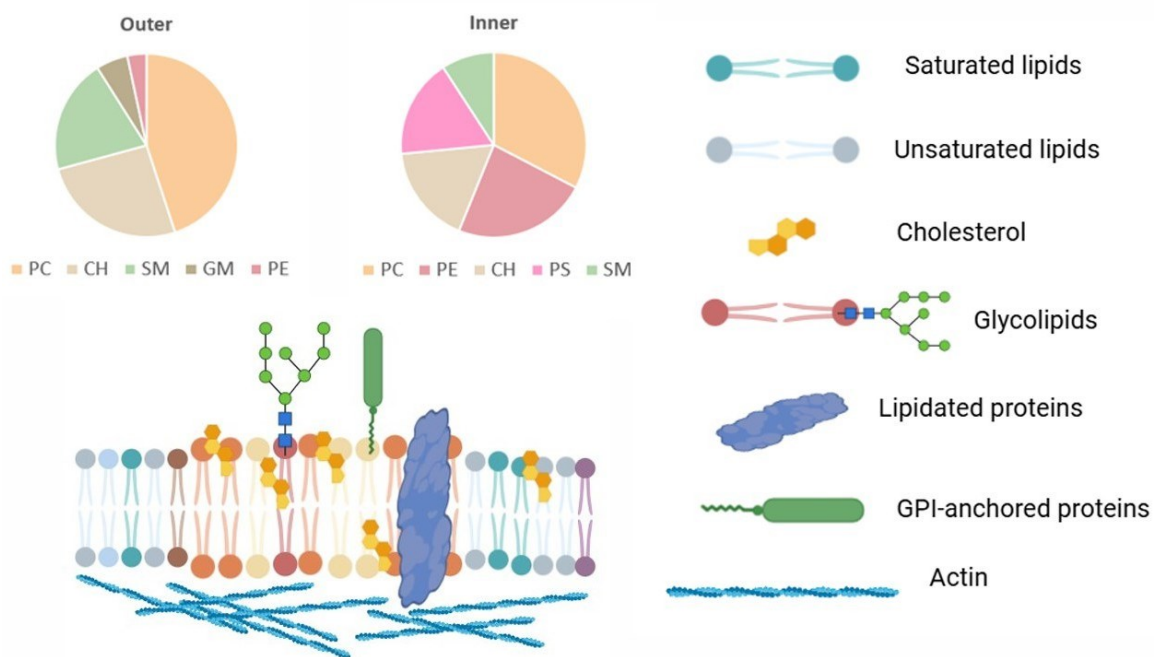 Outer
PC CH SM GM PE
Inner
PC PE CH PS SM
Saturated lipids
Unsaturated lipids
Cholesterol
Glycolipids
Lipidated proteins
GPI-anchored proteins
Actin